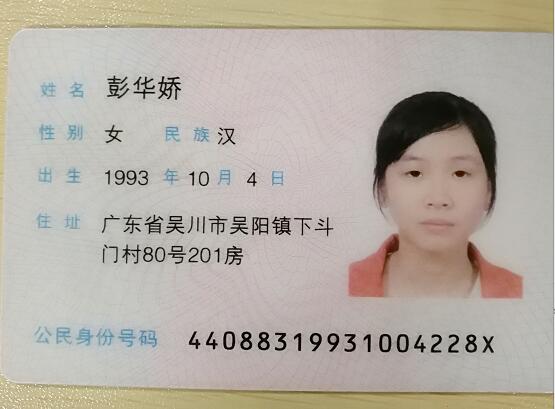 姓名 彭华娇
性别 女 民族 汉
出生 1993 年 10 月 4 日
住址 广东省吴川市吴阳镇下斗
门村80号201房
公民身份号码 44088319931004228X